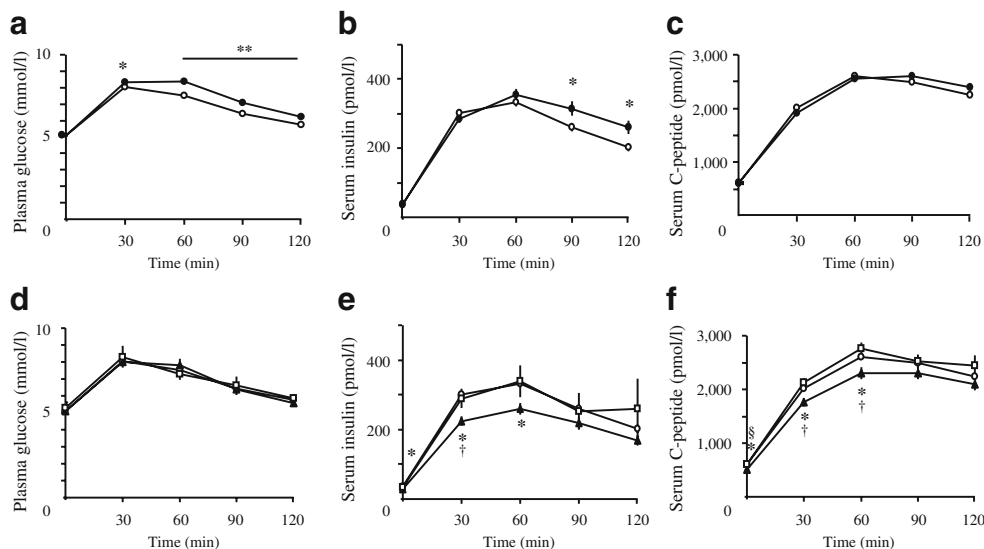 a
Plasma glucose (mmol/l)
10
5
0
*
**
30 60 90 120
Time (min)
b
Serum insulin (pmol/l)
400
200
0
*
*
30 60 90 120
Time (min)
c
Serum C-peptide (pmol/l)
3,000
2,000
1,000
0
30 60 90 120
Time (min)
d
Plasma glucose (mmol/l)
10
5
0
30 60 90 120
Time (min)
e
Serum insulin (pmol/l)
400
200
0
*
*
†
*
30 60 90 120
Time (min)
f
Serum C-peptide (pmol/l)
3,000
2,000
1,000
0
§
*
*
†
*
†
30 60 90 120
Time (min)